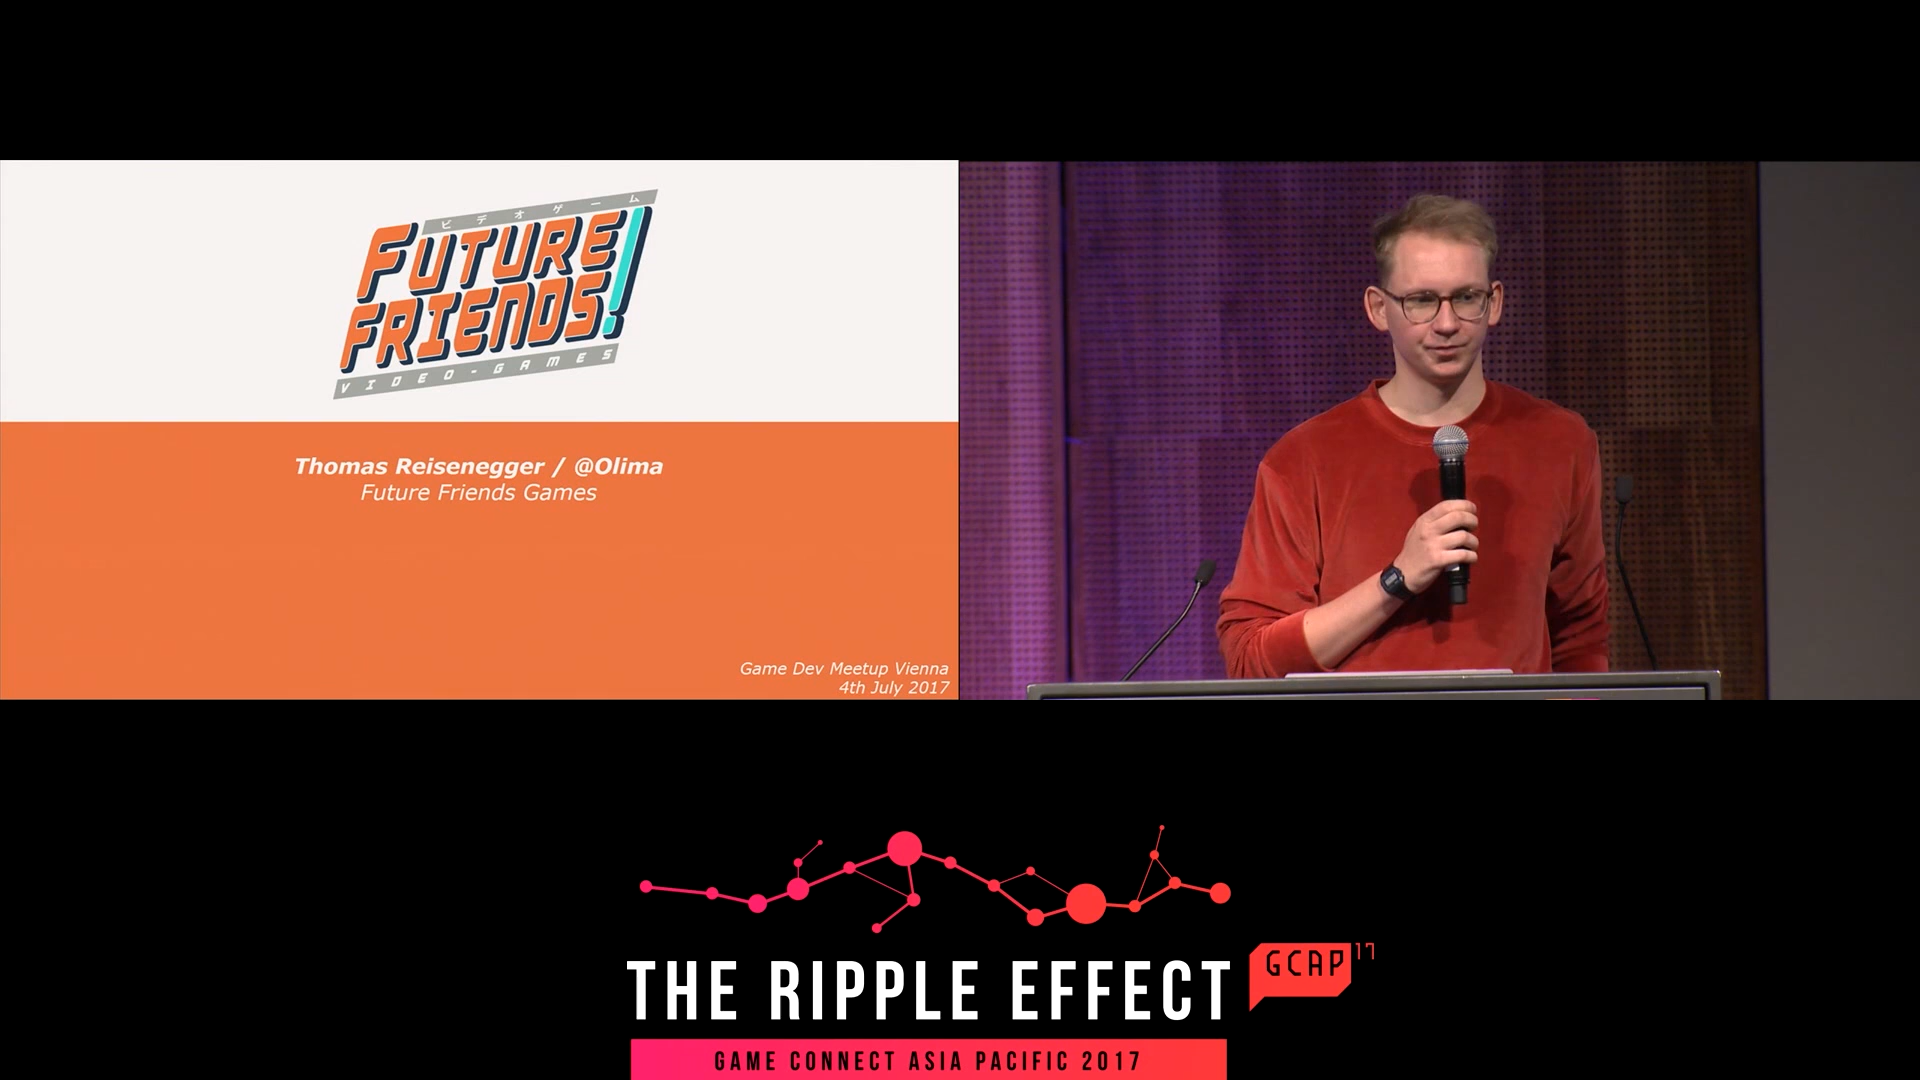 ビデオゲーム
FUTURE
FRIENDS!
VIDEO-GAMES
Thomas Reisenegger / @Olima
Future Friends Games
Game Dev Meetup Vienna
4th July 2017
THE RIPPLE EFFECT
GCAP 17
GAME CONNECT ASIA PACIFIC 2017